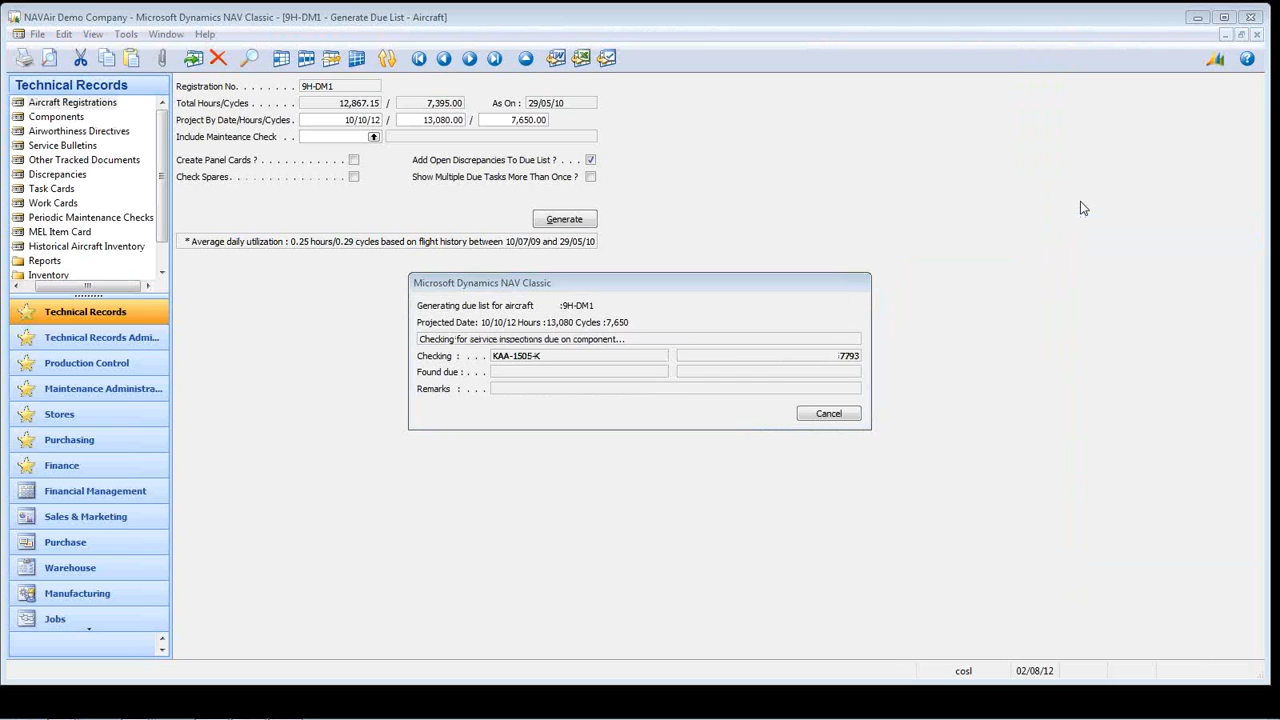 NAVAir Demo Company - Microsoft Dynamics NAV Classic - [9H-DM1 - Generate Due List - Aircraft]
File Edit View Tools Window Help
Technical Records
Aircraft Registrations
Components
Airworthiness Directives
Service Bulletins
Other Tracked Documents
Discrepancies
Task Cards
Work Cards
Periodic Maintenance Checks
MEL Item Card
Historical Aircraft Inventory
Reports
Inventory
Technical Records
Technical Records Admi...
Production Control
Maintenance Administra...
Stores
Purchasing
Finance
Financial Management
Sales & Marketing
Purchase
Warehouse
Manufacturing
Jobs
Registration No. . . . . . . . . 9H-DM1
Total Hours/Cycles . . . . . . 12,867.15 / 7,395.00 As On : 29/05/10
Project By Date/Hours/Cycles. . 10/10/12 / 13,080.00 / 7,650.00
Include Mainteance Check . .
Create Panel Cards ? . . . . . . . . . . . Add Open Discrepancies To Due List ? . . .
Check Spares. . . . . . . . . . . . . . . . Show Multiple Due Tasks More Than Once ?
Generate
* Average daily utilization : 0.25 hours/0.29 cycles based on flight history between 10/07/09 and 29/05/10
Microsoft Dynamics NAV Classic
Generating due list for aircraft :9H-DM1
Projected Date: 10/10/12 Hours :13,080 Cycles :7,650
Checking for service inspections due on component...
Checking : . . . KAA-1505-K 7793
Found due : . . .
Remarks : . . . .
Cancel
cosl 02/08/12